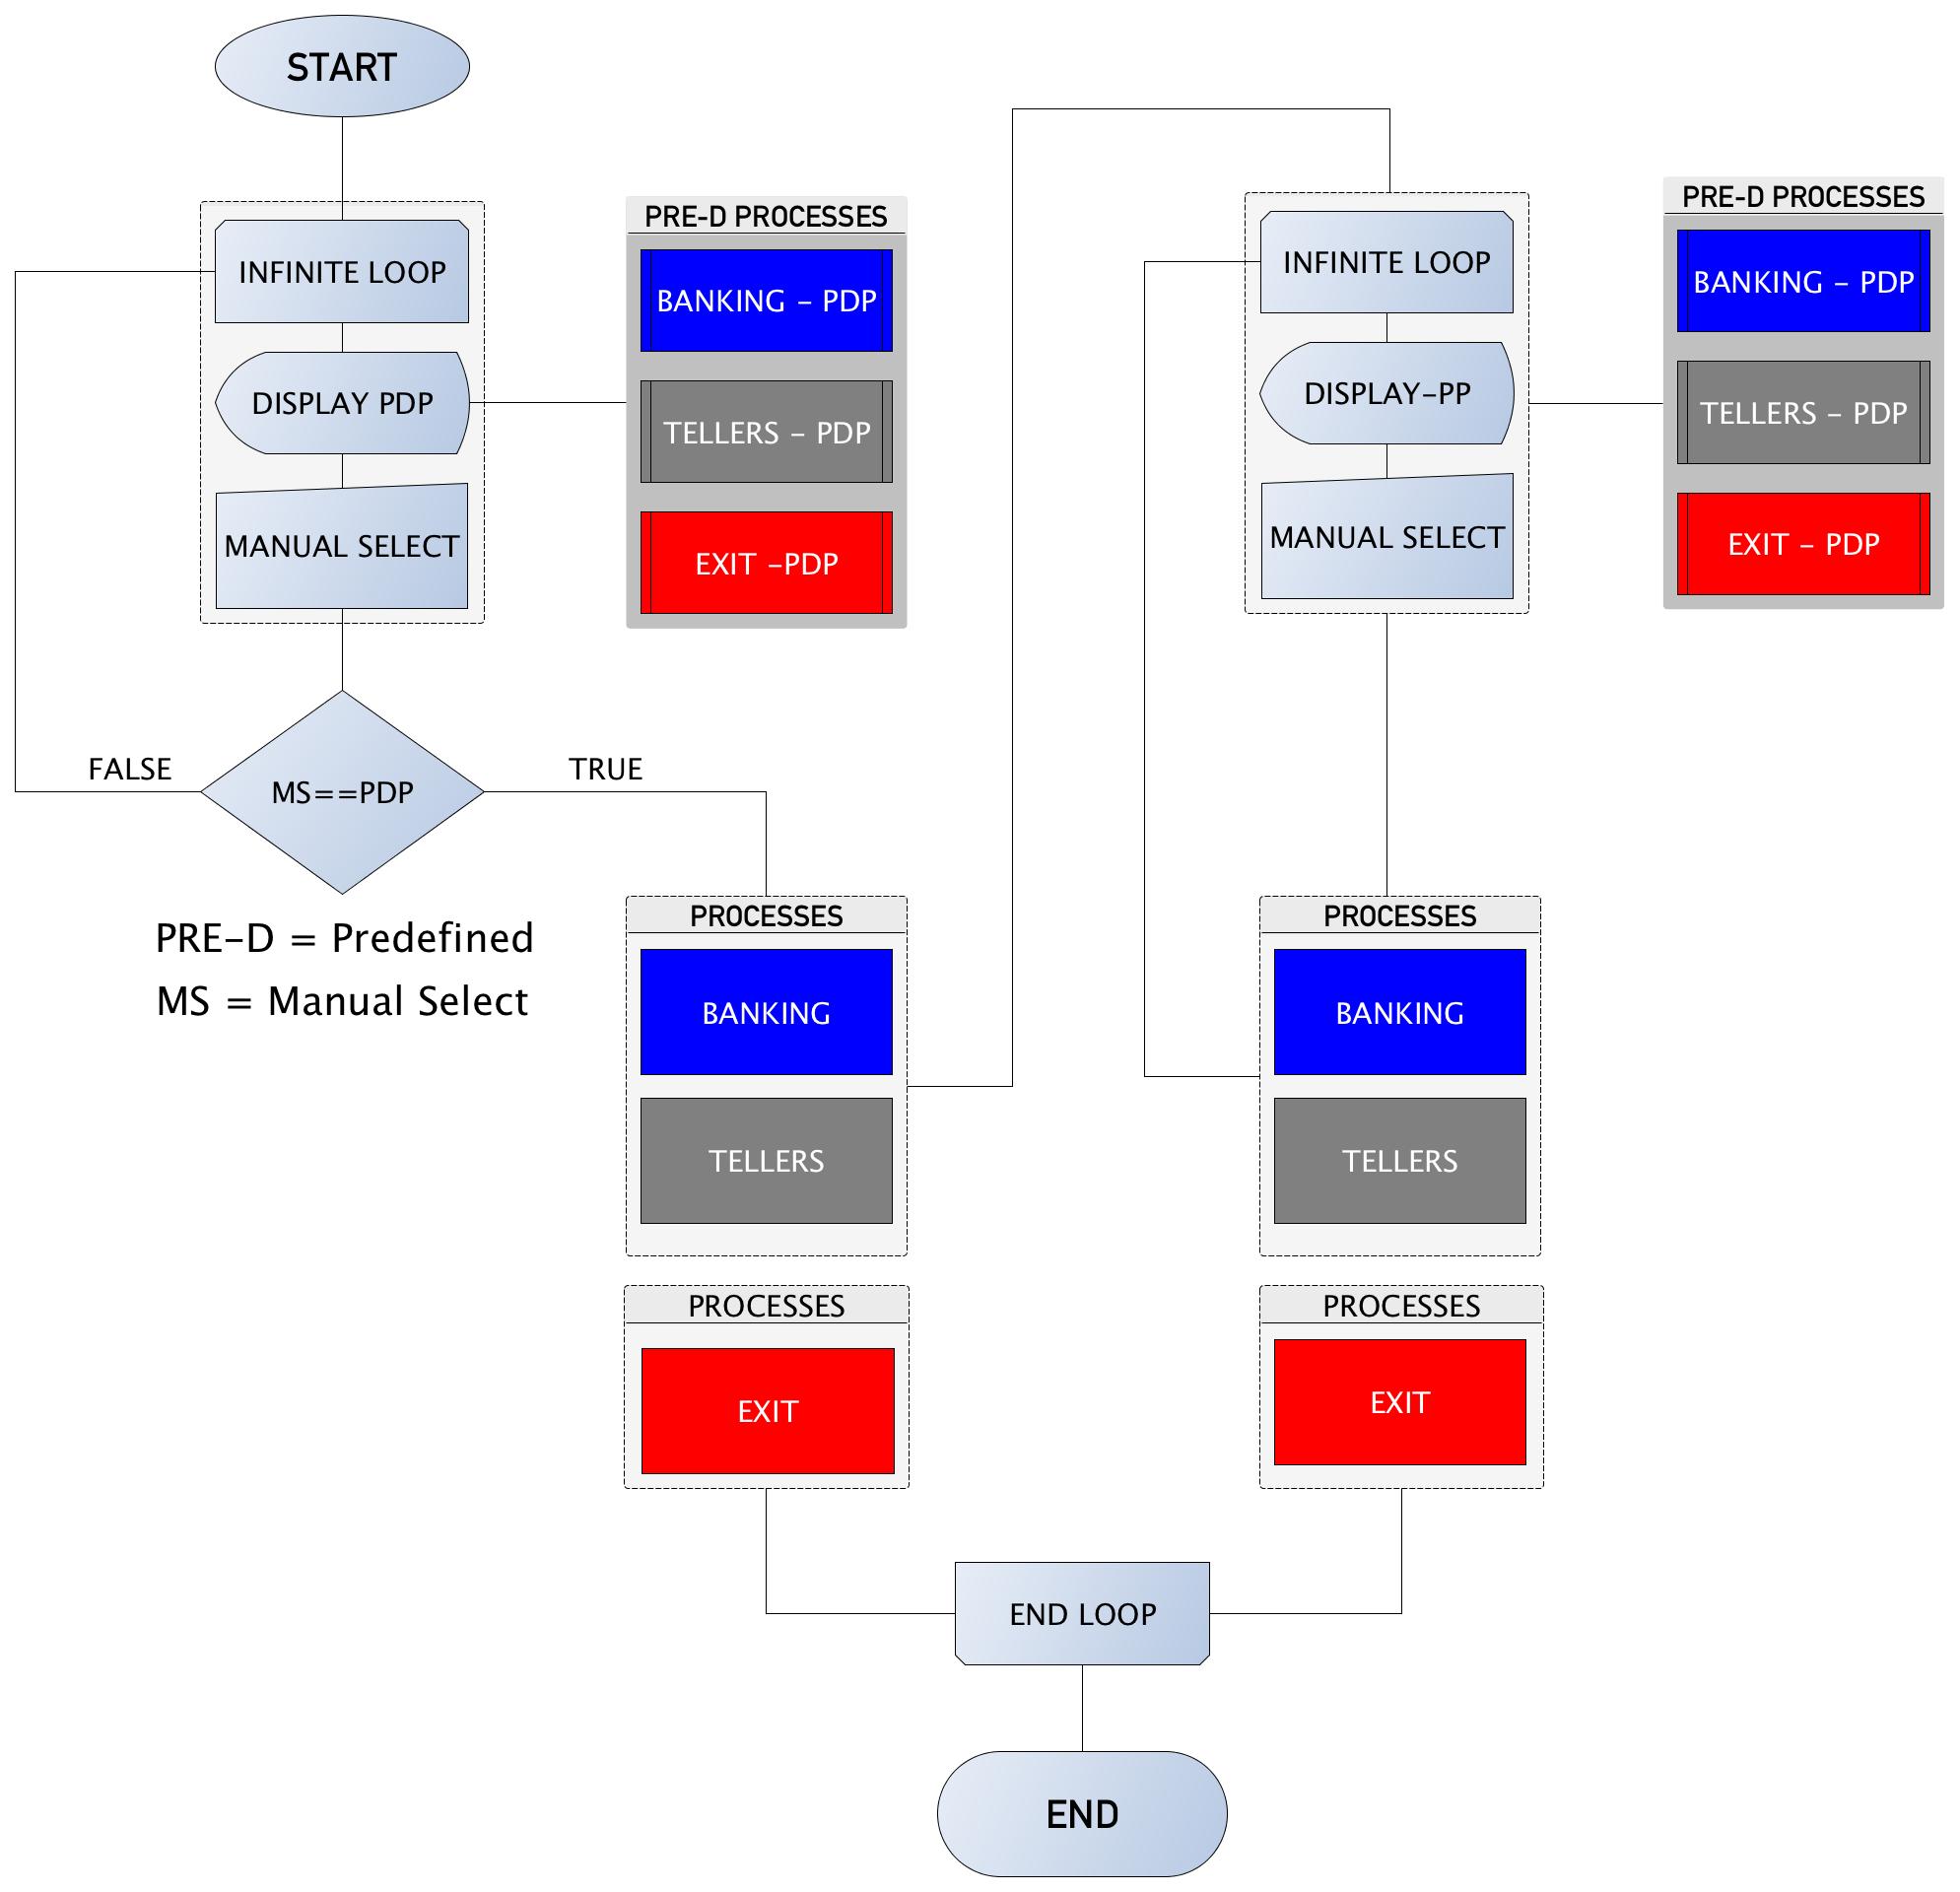 START
INFINITE LOOP
DISPLAY PDP
MANUAL SELECT
PRE-D PROCESSES
BANKING - PDP
TELLERS - PDP
EXIT -PDP
FALSE
MS==PDP
TRUE
PRE-D = Predefined
MS = Manual Select
PROCESSES
BANKING
TELLERS
PROCESSES
EXIT
INFINITE LOOP
DISPLAY-PP
MANUAL SELECT
PRE-D PROCESSES
BANKING - PDP
TELLERS - PDP
EXIT - PDP
PROCESSES
BANKING
TELLERS
PROCESSES
EXIT
END LOOP
END